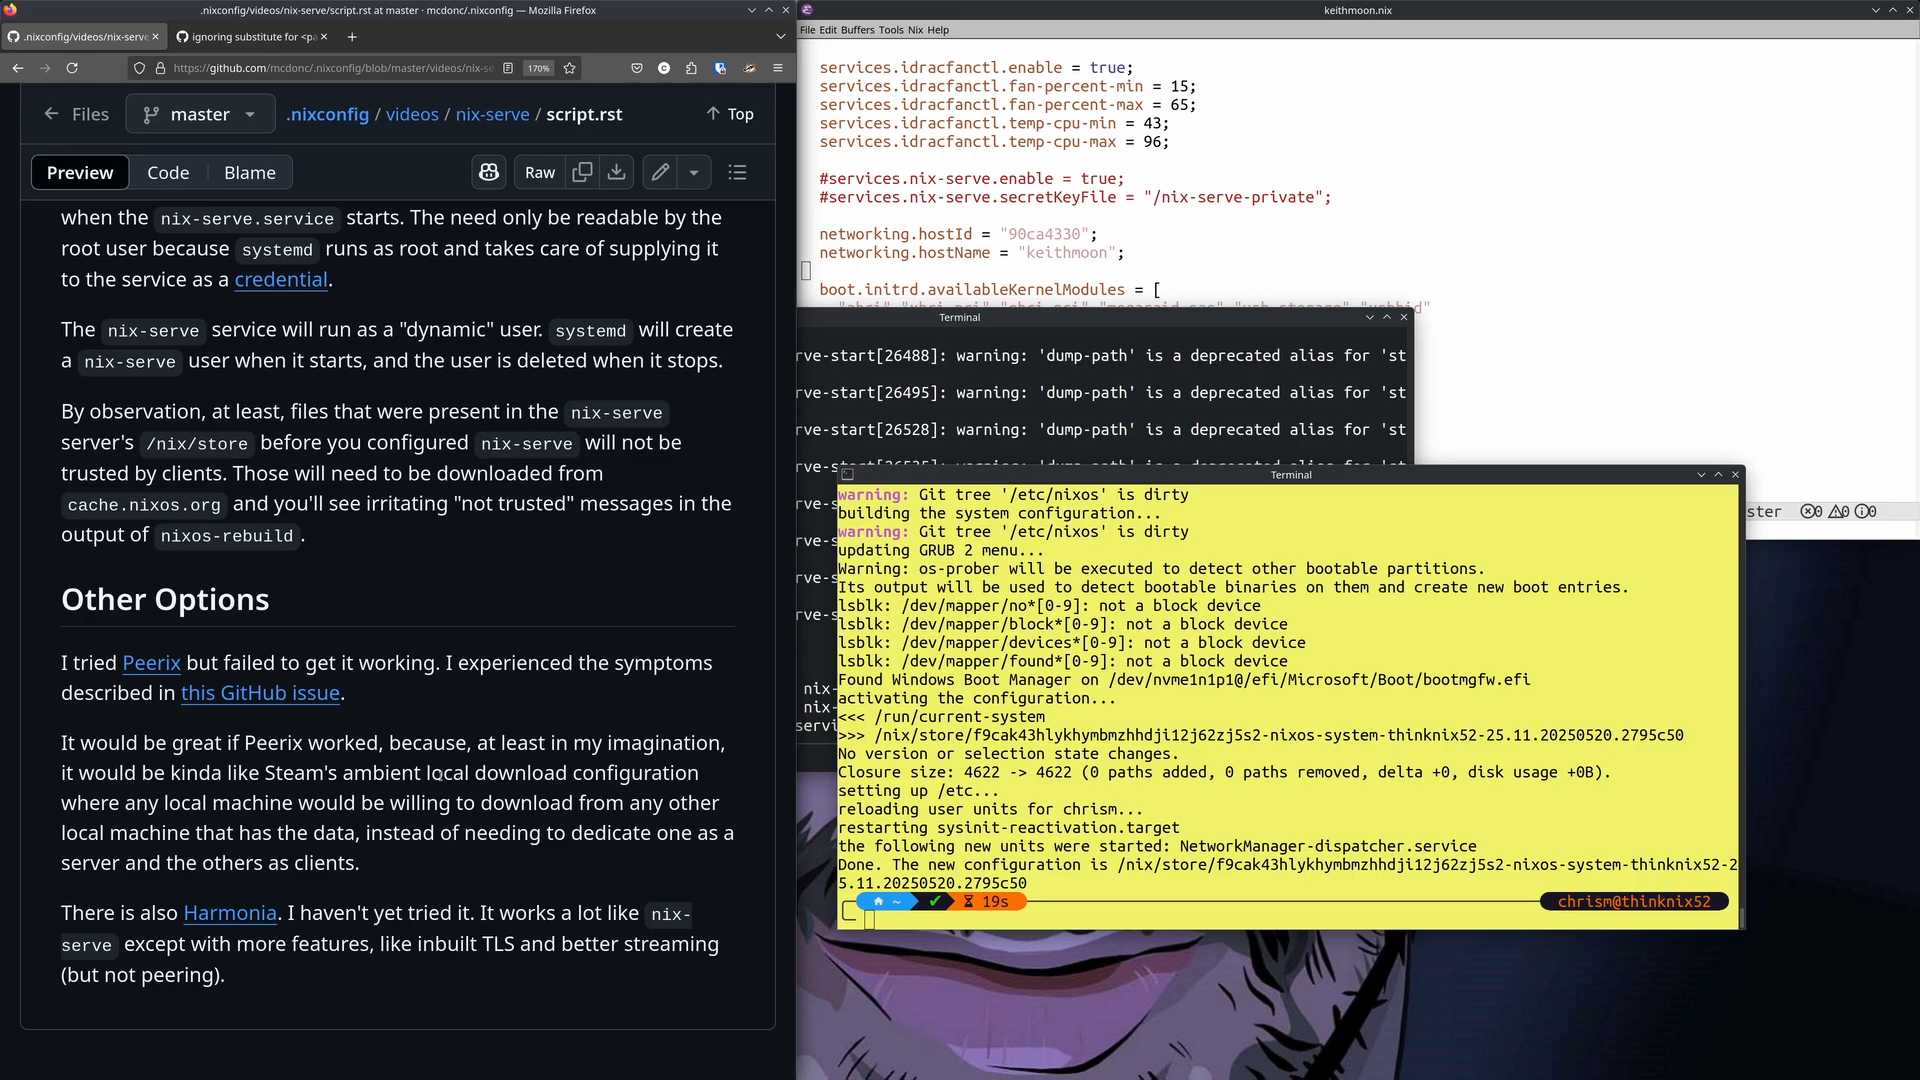 .nixconfig/videos/nix-serve/script.rst at master · mcdonc/.nixconfig — Mozilla Firefox
.nixconfig/videos/nix-serve
ignoring substitute for <pa
https://github.com/mcdonc/.nixconfig/blob/master/videos/nix-se
170%
Files
master
.nixconfig / videos / nix-serve / script.rst
Top
Preview
Code
Blame
Raw
when the nix-serve.service starts. The need only be readable by the
root user because systemd runs as root and takes care of supplying it
to the service as a credential.
The nix-serve service will run as a "dynamic" user. systemd will create
a nix-serve user when it starts, and the user is deleted when it stops.
By observation, at least, files that were present in the nix-serve
server's /nix/store before you configured nix-serve will not be
trusted by clients. Those will need to be downloaded from
cache.nixos.org and you'll see irritating "not trusted" messages in the
output of nixos-rebuild.
Other Options
I tried Peerix but failed to get it working. I experienced the symptoms
described in this GitHub issue.
It would be great if Peerix worked, because, at least in my imagination,
it would be kinda like Steam's ambient local download configuration
where any local machine would be willing to download from any other
local machine that has the data, instead of needing to dedicate one as a
server and the others as clients.
There is also Harmonia. I haven't yet tried it. It works a lot like nix-
serve except with more features, like inbuilt TLS and better streaming
(but not peering).
keithmoon.nix
File Edit Buffers Tools Nix Help
services.idracfanctl.enable = true;
services.idracfanctl.fan-percent-min = 15;
services.idracfanctl.fan-percent-max = 65;
services.idracfanctl.temp-cpu-min = 43;
services.idracfanctl.temp-cpu-max = 96;
#services.nix-serve.enable = true;
#services.nix-serve.secretKeyFile = "/nix-serve-private";
networking.hostId = "90ca4330";
networking.hostName = "keithmoon";
boot.initrd.availableKernelModules = [
ster
0 0 0
Terminal
rve-start[26488]: warning: 'dump-path' is a deprecated alias for 'st
rve-start[26495]: warning: 'dump-path' is a deprecated alias for 'st
rve-start[26528]: warning: 'dump-path' is a deprecated alias for 'st
rve-s
rve-s
rve-s
rve-s
nix-
nix-
servi
Terminal
warning: Git tree '/etc/nixos' is dirty
building the system configuration...
warning: Git tree '/etc/nixos' is dirty
updating GRUB 2 menu...
Warning: os-prober will be executed to detect other bootable partitions.
Its output will be used to detect bootable binaries on them and create new boot entries.
lsblk: /dev/mapper/no*[0-9]: not a block device
lsblk: /dev/mapper/block*[0-9]: not a block device
lsblk: /dev/mapper/devices*[0-9]: not a block device
lsblk: /dev/mapper/found*[0-9]: not a block device
Found Windows Boot Manager on /dev/nvme1n1p1@/efi/Microsoft/Boot/bootmgfw.efi
activating the configuration...
<<< /run/current-system
>>> /nix/store/f9cak43hlykhymbmzhhdji12j62zj5s2-nixos-system-thinknix52-25.11.20250520.2795c50
No version or selection state changes.
Closure size: 4622 -> 4622 (0 paths added, 0 paths removed, delta +0, disk usage +0B).
setting up /etc...
reloading user units for chrism...
restarting sysinit-reactivation.target
the following new units were started: NetworkManager-dispatcher.service
Done. The new configuration is /nix/store/f9cak43hlykhymbmzhhdji12j62zj5s2-nixos-system-thinknix52-2
5.11.20250520.2795c50
~ ✔ 19s
chrism@thinknix52